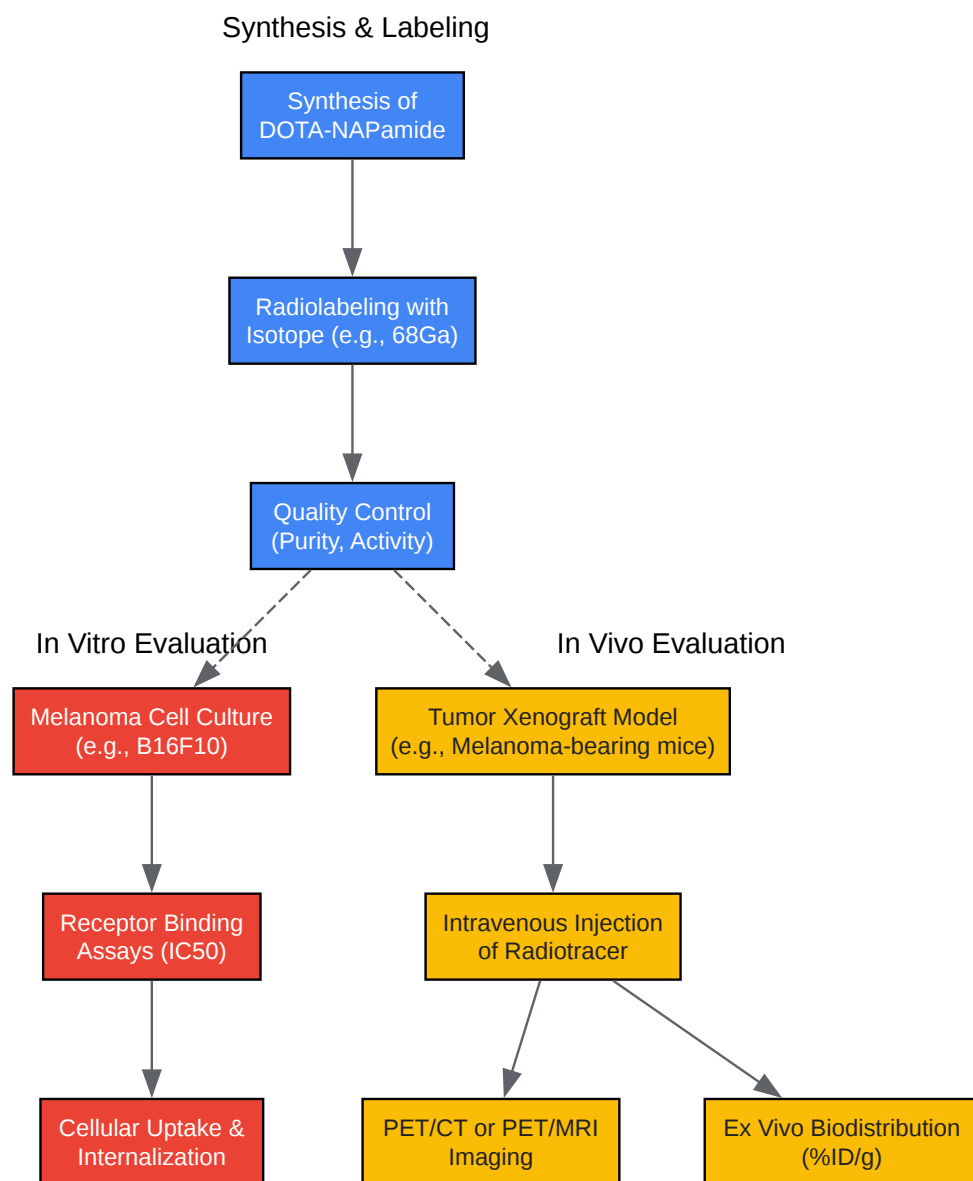 Synthesis & Labeling
Synthesis of
DOTA-NAPamide
Radiolabeling with
Isotope (e.g., 68Ga)
Quality Control
(Purity, Activity)
In Vitro Evaluation
In Vivo Evaluation
Melanoma Cell Culture
(e.g., B16F10)
Tumor Xenograft Model
(e.g., Melanoma-bearing mice)
Receptor Binding
Assays (IC50)
Intravenous Injection
of Radiotracer
Cellular Uptake &
Internalization
PET/CT or PET/MRI
Imaging
Ex Vivo Biodistribution
(%ID/g)